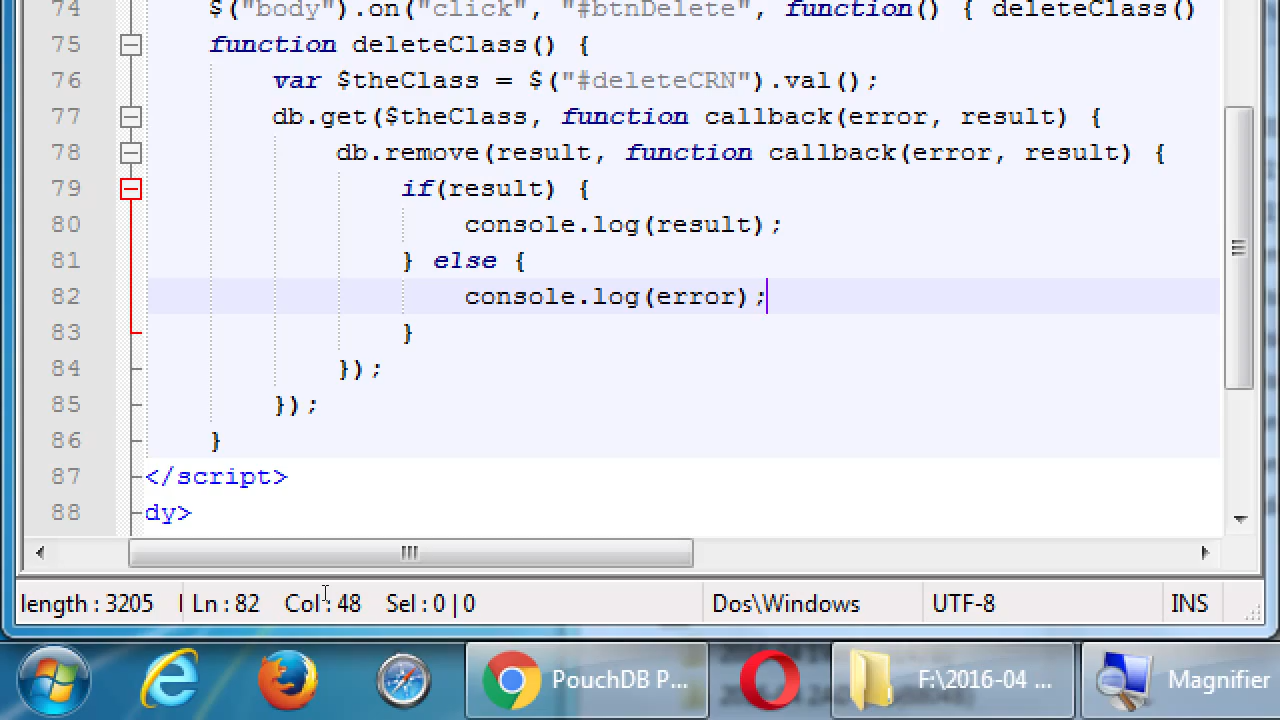 74 $("body").on("click", "#btnDelete", function() { deleteClass()
75 function deleteClass() {
76 var $theClass = $("#deleteCRN").val();
77 db.get($theClass, function callback(error, result) {
78 db.remove(result, function callback(error, result) {
79 if(result) {
80 console.log(result);
81 } else {
82 console.log(error);
83 }
84 });
85 });
86 }
87 </script>
88 dy>
length : 3205 l Ln : 82 Col : 48 Sel : 0 | 0 Dos\Windows UTF-8 INS
PouchDB P... F:\2016-04 ... Magnifier